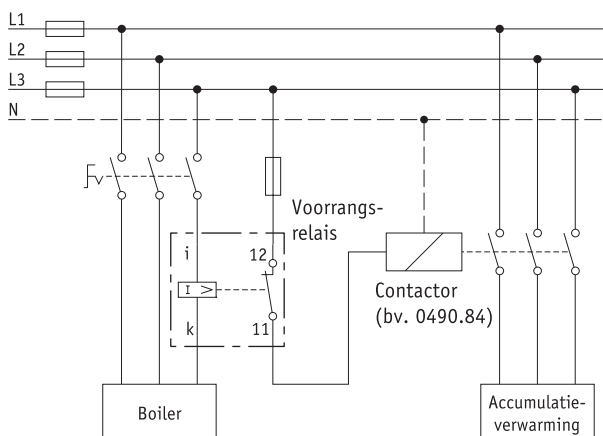 L1
L2
L3
N
Voorrangs-
relais
i
12
I >
k
11
Contactor
(bv. 0490.84)
Boiler
Accumulatie-
verwarming